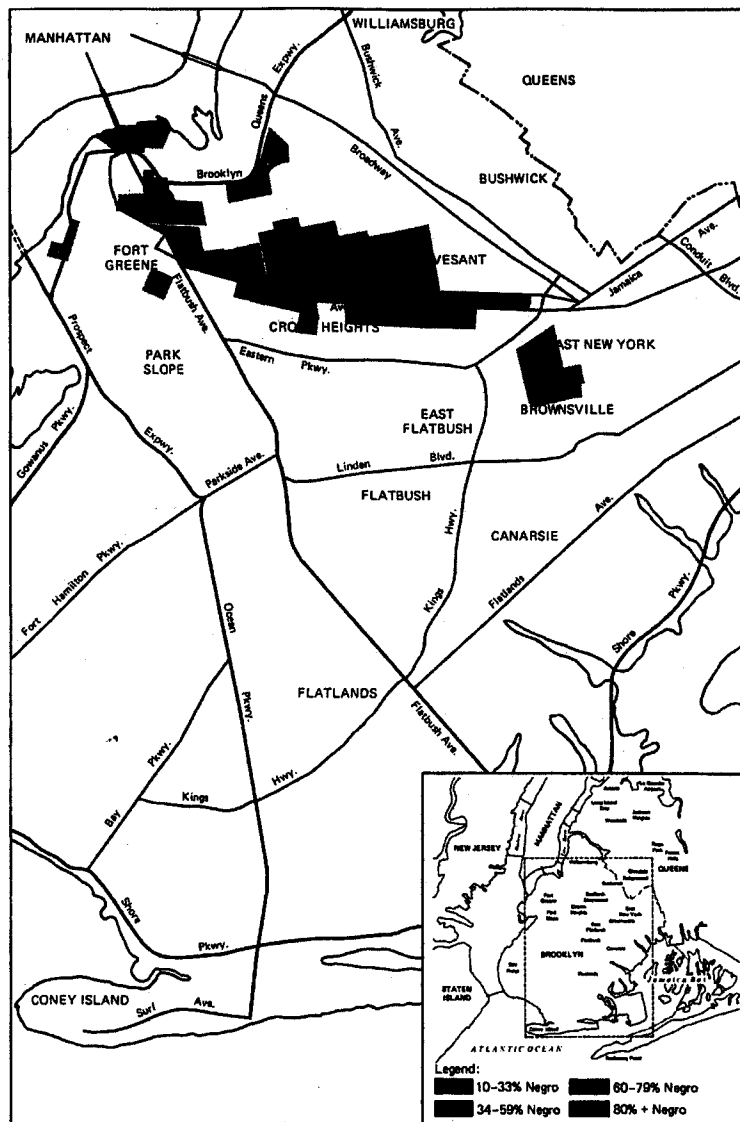 WILLIAMSBURG
MANHATTAN
Expwy.
Bushwick
Ave.
QUEENS
Queens
Broadway
Brooklyn
BUSHWICK
FORT
GREENE
VESANT
Ave.
Conduit
Blvd.
Jamaica
Flatbush Ave.
Av
CRO HEIGHTS
Prospect
PARK
SLOPE
Eastern Pkwy.
AST NEW YORK
BROWNSVILLE
EAST
FLATBUSH
Gowanus Pkwy.
Expwy.
Parkside Ave.
Linden Blvd.
FLATBUSH
Hwy.
CANARSIE
Ave.
Fort Hamilton Pkwy.
Ocean
Pkwy.
Kings
Flatlands
Shore
Pkwy.
FLATLANDS
Flatbush Ave.
Pkwy.
Bay
Kings Hwy.
Shore
Pkwy.
CONEY ISLAND
Surf Ave.
NEW JERSEY
MANHATTAN
QUEENS
BROOKLYN
STATEN
ISLAND
Jamaica Bay
ATLANTIC OCEAN
Legend:
10-33% Negro
60-79% Negro
34-59% Negro
80% + Negro